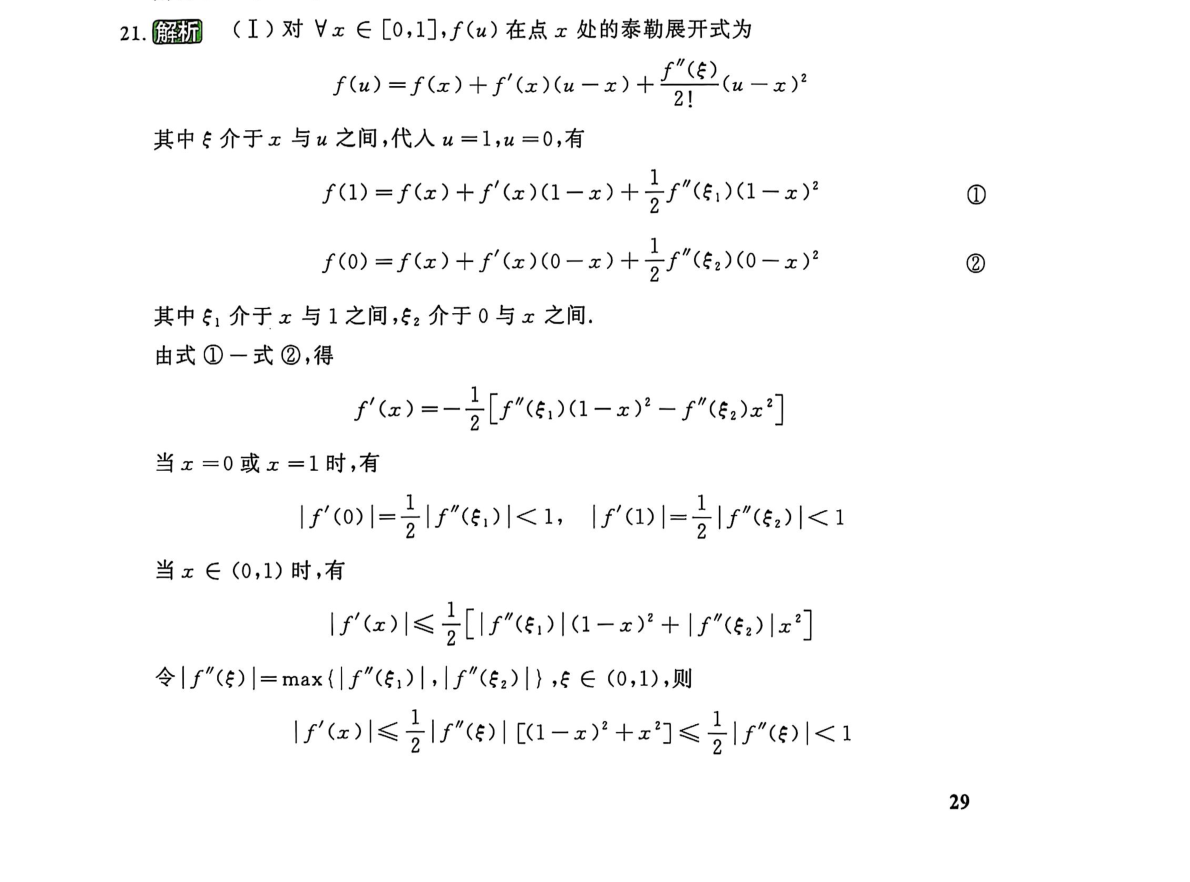 21. 解析 (Ⅰ)对 ∀x ∈ [0,1],f(u)在点 x 处的泰勒展开式为
f(u)=f(x)+f′(x)(u−x)+f″(ξ)/2!(u−x)²
其中 ξ 介于 x 与 u 之间,代人 u=1,u=0,有
f(1)=f(x)+f′(x)(1−x)+1/2f″(ξ₁)(1−x)² ①
f(0)=f(x)+f′(x)(0−x)+1/2f″(ξ₂)(0−x)² ②
其中 ξ₁ 介于 x 与 1 之间,ξ₂ 介于 0 与 x 之间.
由式 ① − 式 ②,得
f′(x)=−1/2[f″(ξ₁)(1−x)²−f″(ξ₂)x²]
当 x=0 或 x=1 时,有
|f′(0)|=1/2|f″(ξ₁)|<1, |f′(1)|=1/2|f″(ξ₂)|<1
当 x ∈ (0,1) 时,有
|f′(x)|≤1/2[|f″(ξ₁)|(1−x)²+|f″(ξ₂)|x²]
令|f″(ξ)|=max{|f″(ξ₁)|,|f″(ξ₂)|},ξ ∈ (0,1),则
|f′(x)|≤1/2|f″(ξ)|[(1−x)²+x²]≤1/2|f″(ξ)|<1
29